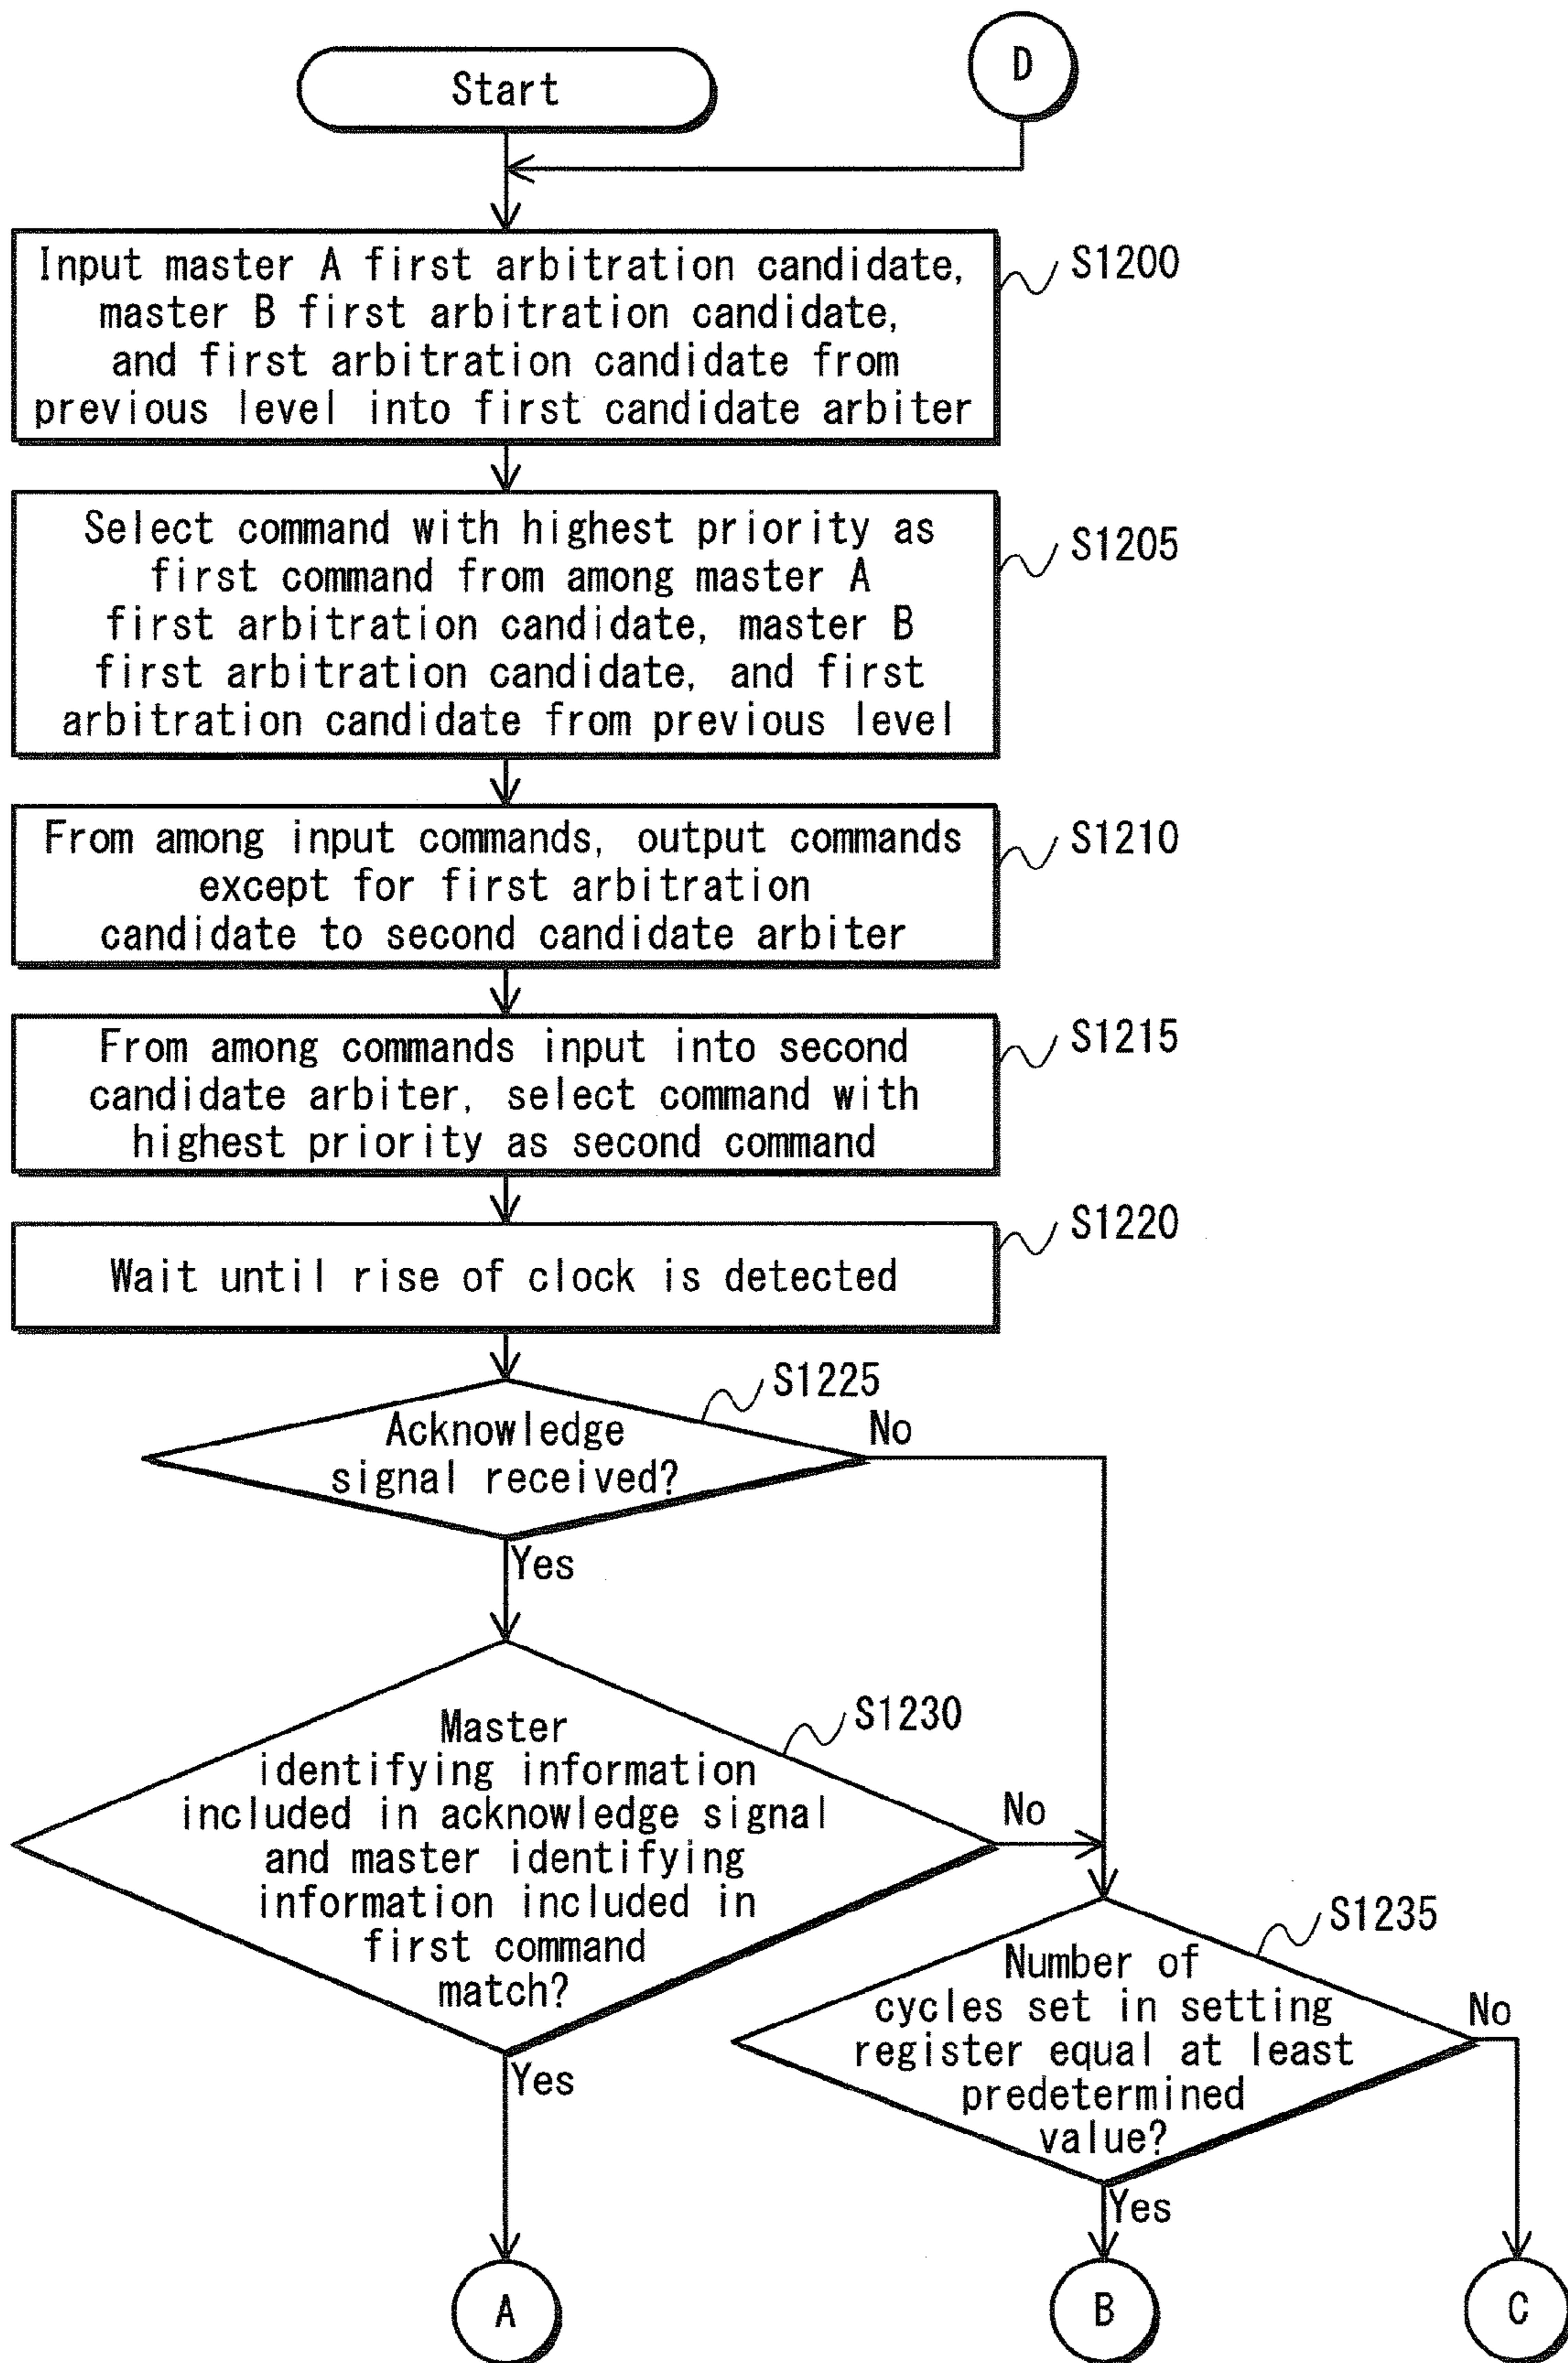 Start
D
Input master A first arbitration candidate,
master B first arbitration candidate,
and first arbitration candidate from
previous level into first candidate arbiter
S1200
Select command with highest priority as
first command from among master A
first arbitration candidate, master B
first arbitration candidate, and first
arbitration candidate from previous level
S1205
From among input commands, output commands
except for first arbitration
candidate to second candidate arbiter
S1210
From among commands input into second
candidate arbiter, select command with
highest priority as second command
S1215
Wait until rise of clock is detected
S1220
Acknowledge
signal received?
S1225
No
Yes
Master
identifying information
included in acknowledge signal
and master identifying
information included in
first command
match?
S1230
No
Yes
Number of
cycles set in setting
register equal at least
predetermined
value?
S1235
No
Yes
A
B
C